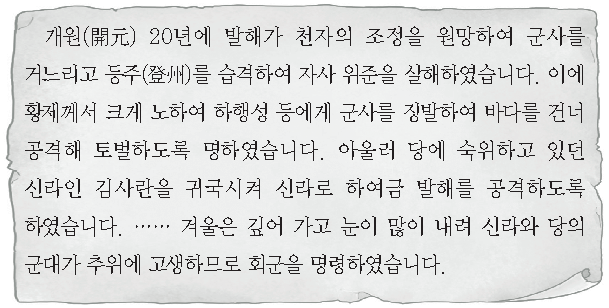 개원(開元) 20년에 발해가 천자의 조정을 원망하여 군사를
거느리고 등주(登州)를 습격하여 자사 위준을 살해하였습니다. 이에
황제께서 크게 노하여 하행성 등에게 군사를 징발하여 바다를 건너
공격해 토벌하도록 명하였습니다. 아울러 당에 숙위하고 있던
신라인 김사란을 귀국시켜 신라로 하여금 발해를 공격하도록
하였습니다. …… 겨울은 깊어 가고 눈이 많이 내려 신라와 당의
군대가 추위에 고생하므로 회군을 명령하였습니다.